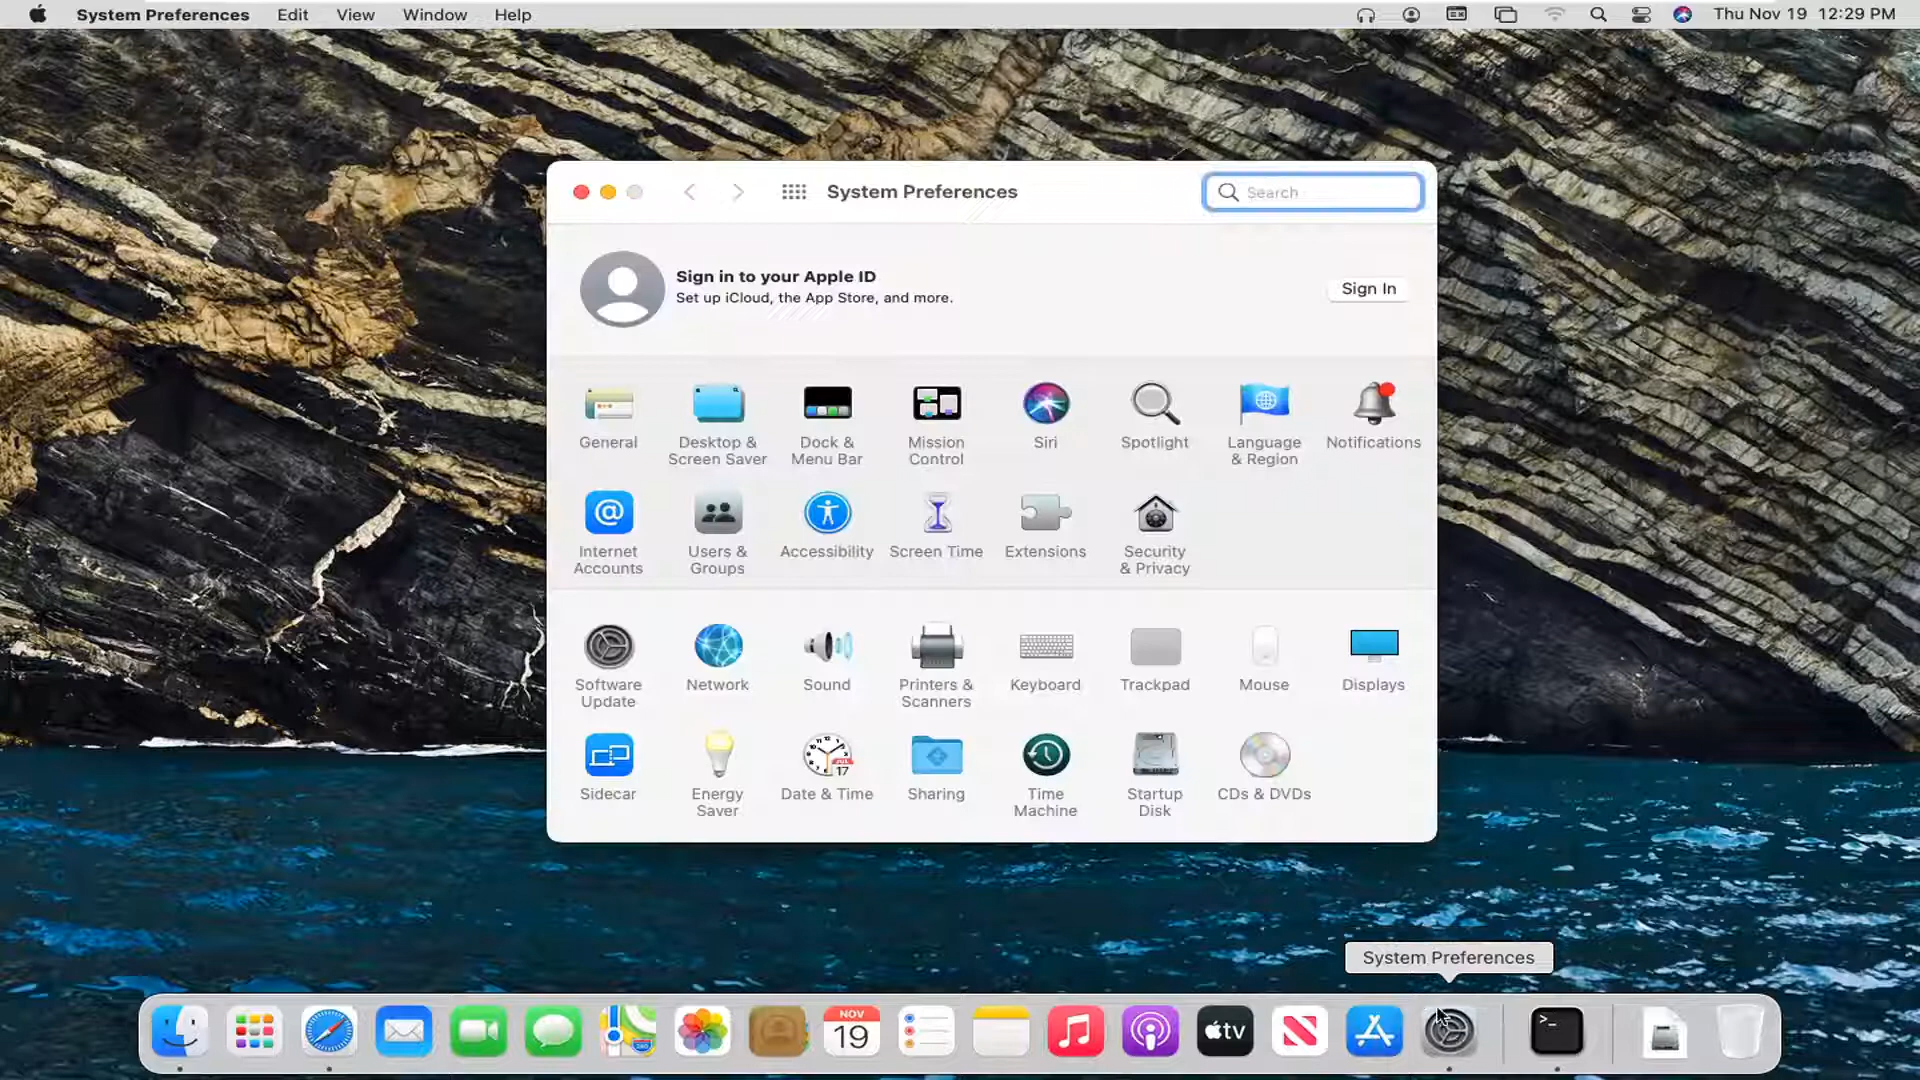 System Preferences Edit View Window Help Thu Nov 19 12:29 PM
System Preferences
Search
Sign in to your Apple ID
Set up iCloud, the App Store, and more.
Sign In
General
Desktop &
Screen Saver
Dock &
Menu Bar
Mission
Control
Siri
Spotlight
Language
& Region
Notifications
Internet
Accounts
Users &
Groups
Accessibility
Screen Time
Extensions
Security
& Privacy
Software
Update
Network
Sound
Printers &
Scanners
Keyboard
Trackpad
Mouse
Displays
Sidecar
Energy
Saver
JUL
17
Date & Time
Sharing
Time
Machine
Startup
Disk
CDs & DVDs
System Preferences
NOV
19
tv
>_